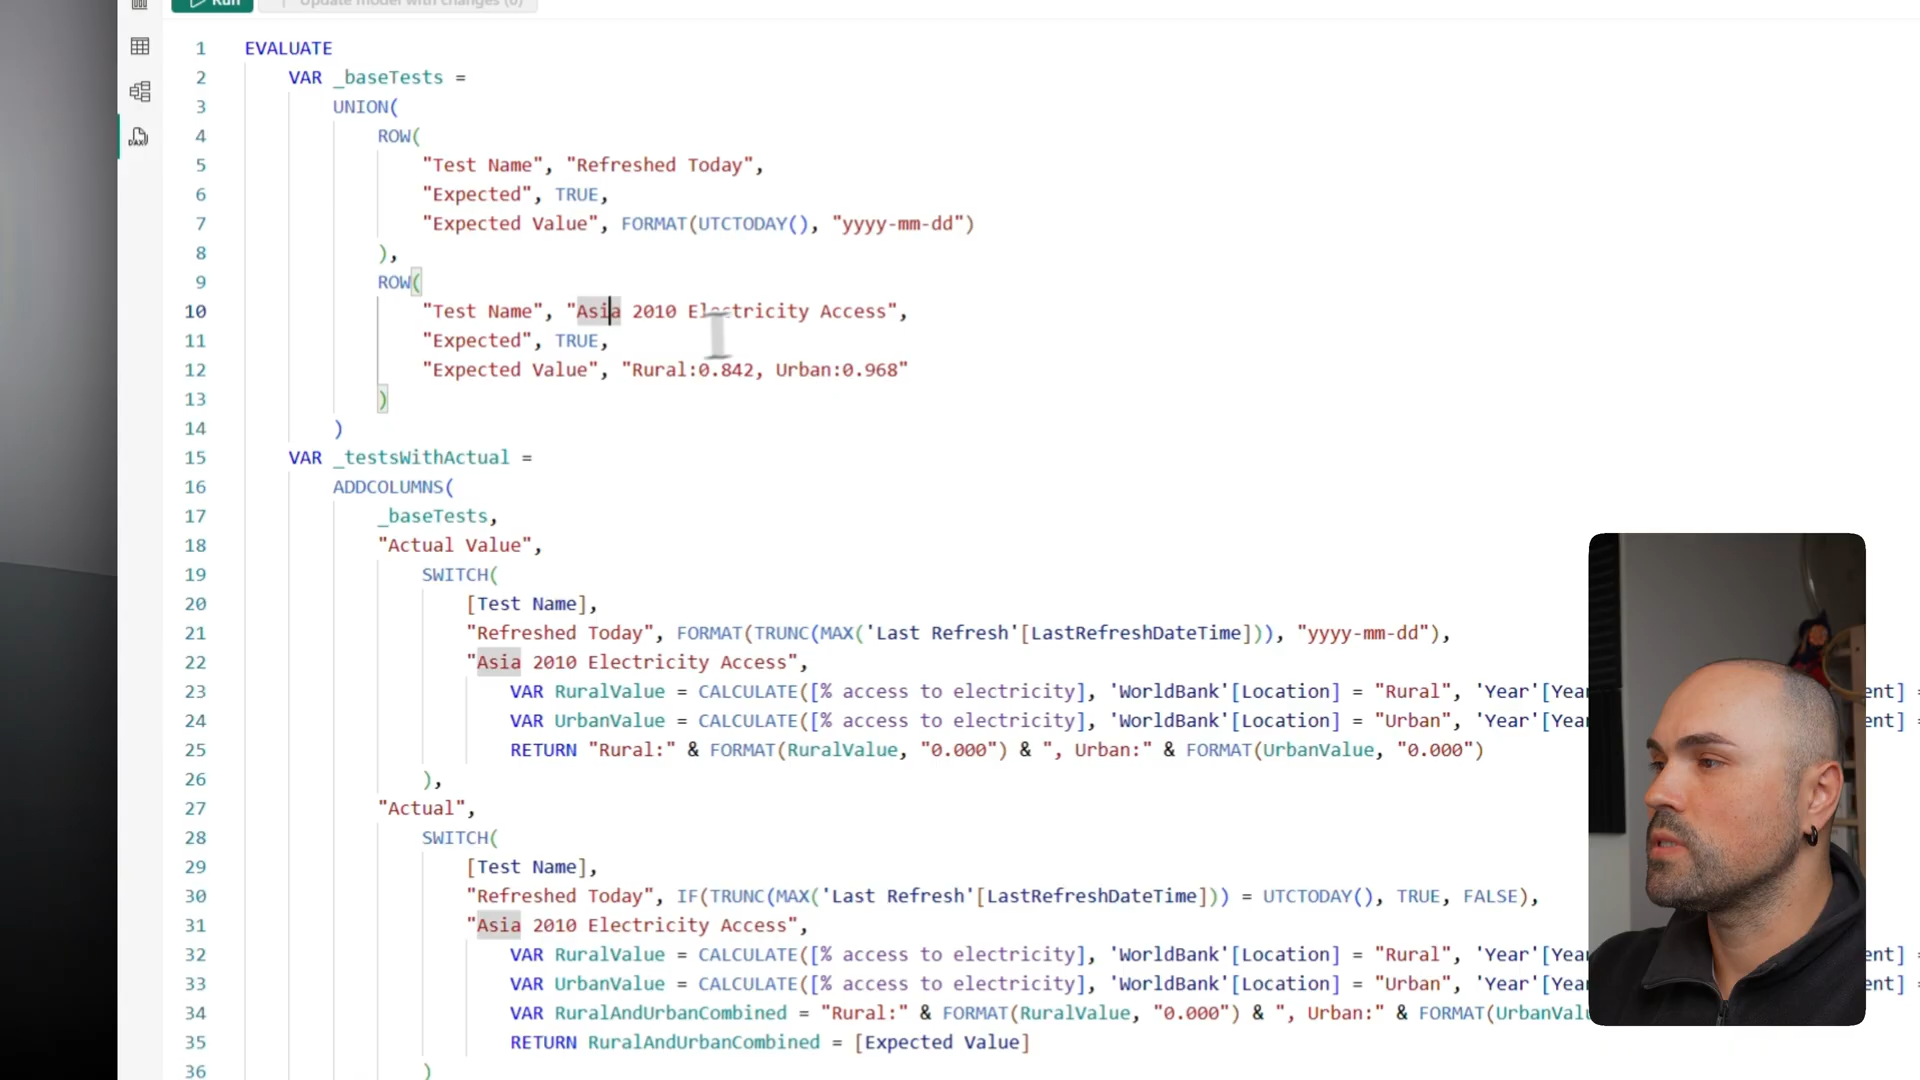 Run
Update model with changes (0)
1 EVALUATE
2 VAR _baseTests =
3 UNION(
4 ROW(
5 "Test Name", "Refreshed Today",
6 "Expected", TRUE,
7 "Expected Value", FORMAT(UTCTODAY(), "yyyy-mm-dd")
8 ),
9 ROW(
10 "Test Name", "Asia 2010 Electricity Access",
11 "Expected", TRUE,
12 "Expected Value", "Rural:0.842, Urban:0.968"
13 )
14 )
15 VAR _testsWithActual =
16 ADDCOLUMNS(
17 _baseTests,
18 "Actual Value",
19 SWITCH(
20 [Test Name],
21 "Refreshed Today", FORMAT(TRUNC(MAX('Last Refresh'[LastRefreshDateTime])), "yyyy-mm-dd"),
22 "Asia 2010 Electricity Access",
23 VAR RuralValue = CALCULATE([% access to electricity], 'WorldBank'[Location] = "Rural", 'Year'[Year ent] =
24 VAR UrbanValue = CALCULATE([% access to electricity], 'WorldBank'[Location] = "Urban", 'Year'[Year ent] =
25 RETURN "Rural:" & FORMAT(RuralValue, "0.000") & ", Urban:" & FORMAT(UrbanValue, "0.000")
26 ),
27 "Actual",
28 SWITCH(
29 [Test Name],
30 "Refreshed Today", IF(TRUNC(MAX('Last Refresh'[LastRefreshDateTime])) = UTCTODAY(), TRUE, FALSE),
31 "Asia 2010 Electricity Access",
32 VAR RuralValue = CALCULATE([% access to electricity], 'WorldBank'[Location] = "Rural", 'Year'[Year ent] =
33 VAR UrbanValue = CALCULATE([% access to electricity], 'WorldBank'[Location] = "Urban", 'Year'[Year ent] =
34 VAR RuralAndUrbanCombined = "Rural:" & FORMAT(RuralValue, "0.000") & ", Urban:" & FORMAT(UrbanValu
35 RETURN RuralAndUrbanCombined = [Expected Value]
36 )
DAX